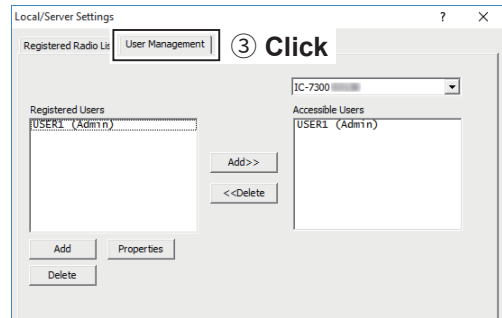 Local/Server Settings ? ×
Registered Radio Lis User Management ③ Click
IC-7300
Registered Users Accessible Users
USER1 (Admin) USER1 (Admin)
Add>>
<<Delete
Add Properties
Delete